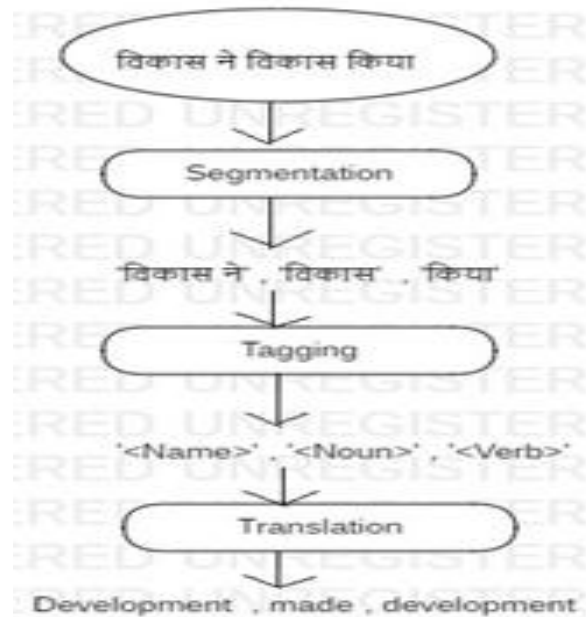 विकास ने विकास किया
Segmentation
'विकास ने' , 'विकास' , 'किया'
Tagging
'<Name>' , '<Noun>' , '<Verb>'
Translation
Development , made , development